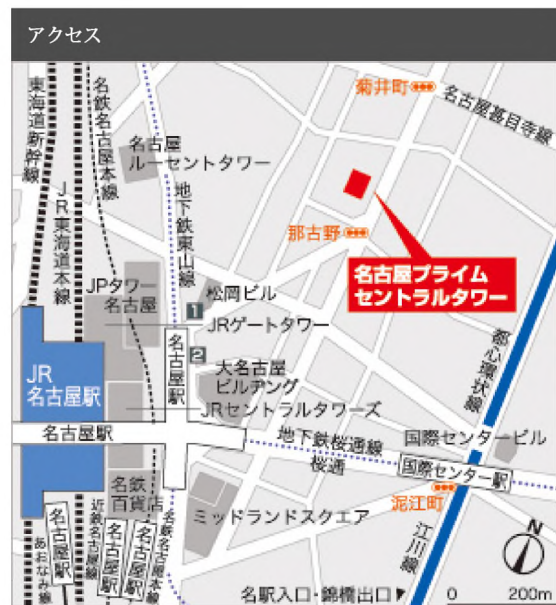 アクセス
菊井町
名古屋甚目寺線
東海道新幹線
JR東海道本線
名鉄名古屋本線
名古屋
ルーセントタワー
地下鉄東山線
那古野
名古屋プライム
セントラルタワー
JPタワー
名古屋
松岡ビル
1
JRゲートタワー
2
名古屋駅
大名古屋
ビルヂング
都心環状線
JR
名古屋駅
JRセントラルタワーズ
名古屋駅
地下鉄桜通線
桜通
国際センタービル
国際センター駅
泥江町
名鉄
百貨店
ミッドランドスクエア
江川線
名古屋駅
あおなみ線
近鉄名古屋線
名古屋駅
名古屋駅
名鉄名古屋本線
N
名駅入口・錦橋出口
0
200m